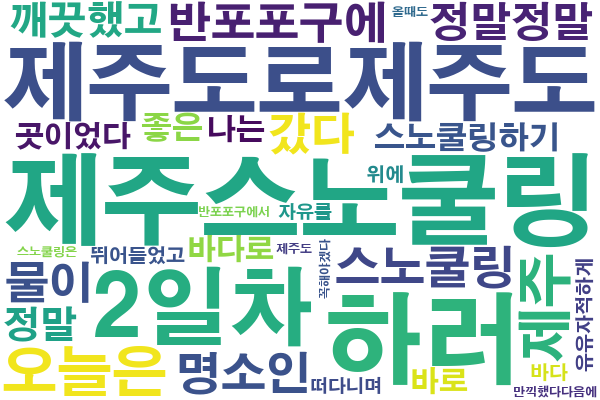 깨끗했고 반포포구에 올때도 정말정말
제주도로 제주도
곳이었다 좋은 나는 갔다 스노쿨링하기
제주 스노쿨링
위에
반포포구에서 자유를
스노쿨링은 뛰어들었고 바다로 제주도 꼭해야겠다 스노쿨링 제주
물이 2일차 하러 유유자적하게
정말
오늘은 명소인 떠다니며 바로 바다
만끽했다다음에